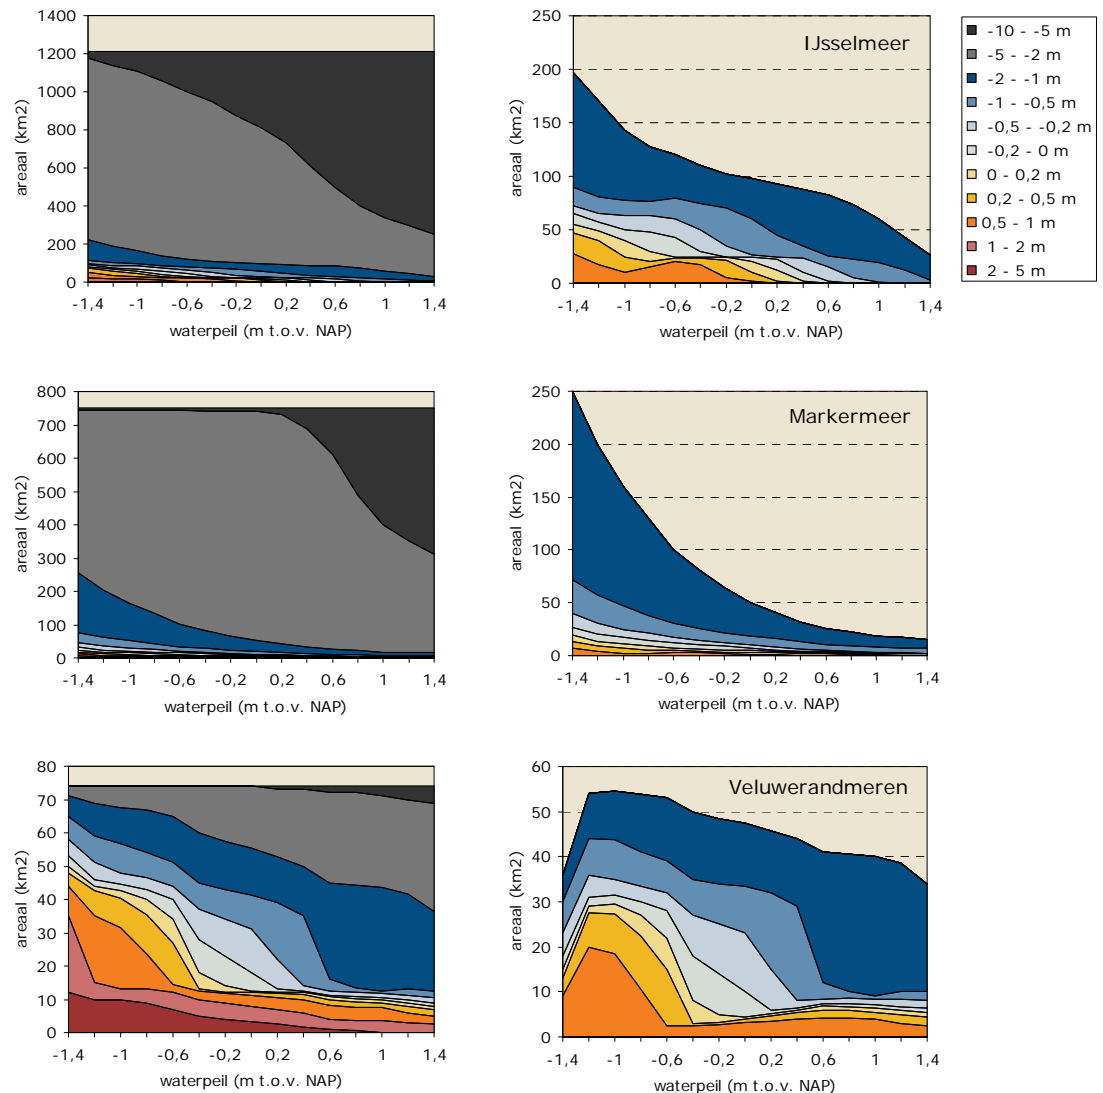 1400
1200
1000
800
600
400
200
0
areaal (km2)
-1,4 -1 -0,6 -0,2 0,2 0,6 1 1,4
waterpeil (m t.o.v. NAP)
IJsselmeer
250
200
150
100
50
0
areaal (km2)
-1,4 -1 -0,6 -0,2 0,2 0,6 1 1,4
waterpeil (m t.o.v. NAP)
-10 - -5 m
-5 - -2 m
-2 - -1 m
-1 - -0,5 m
-0,5 - -0,2 m
-0,2 - 0 m
0 - 0,2 m
0,2 - 0,5 m
0,5 - 1 m
1 - 2 m
2 - 5 m
800
700
600
500
400
300
200
100
0
areaal (km2)
-1,4 -1 -0,6 -0,2 0,2 0,6 1 1,4
waterpeil (m t.o.v. NAP)
Markermeer
250
200
150
100
50
0
areaal (km2)
-1,4 -1 -0,6 -0,2 0,2 0,6 1 1,4
waterpeil (m t.o.v. NAP)
80
70
60
50
40
30
20
10
0
areaal (km2)
-1,4 -1 -0,6 -0,2 0,2 0,6 1 1,4
waterpeil (m t.o.v. NAP)
Veluwerandmeren
60
50
40
30
20
10
0
areaal (km2)
-1,4 -1 -0,6 -0,2 0,2 0,6 1 1,4
waterpeil (m t.o.v. NAP)